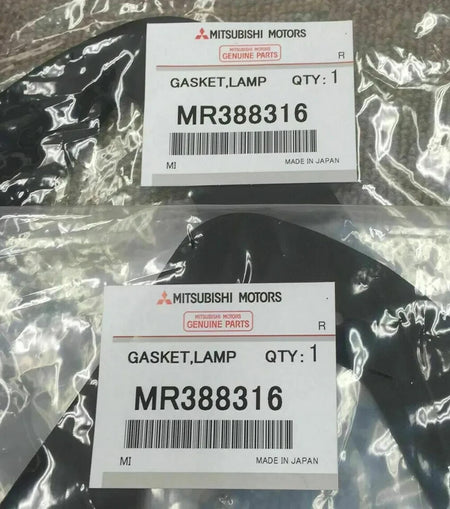 MITSUBISHI MOTORS
MITSUBISHI MOTORS
GENUINE PARTS
R
GASKET,LAMP QTY: 1
MR388316
MI MADE IN JAPAN
MITSUBISHI MOTORS
MITSUBISHI MOTORS
GENUINE PARTS
R
GASKET,LAMP QTY: 1
MR388316
MI MADE IN JAPAN